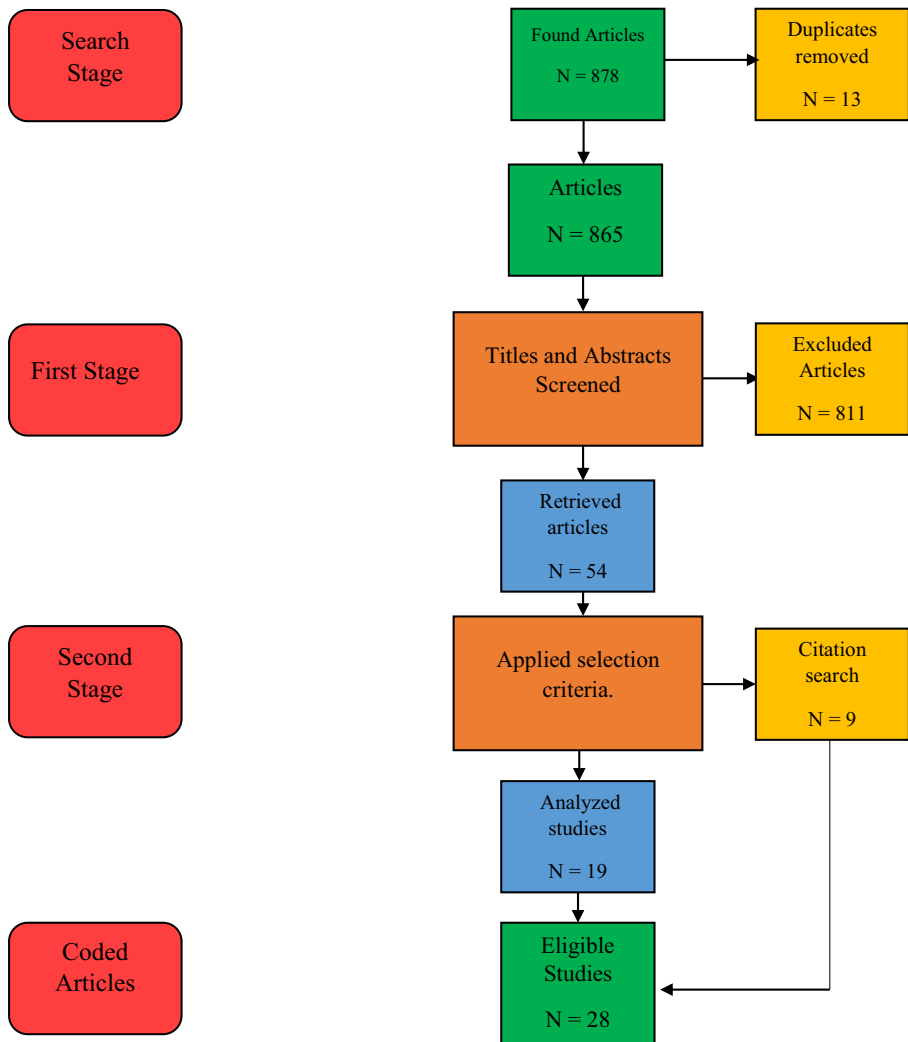 Search
Stage
Found Articles
N = 878
Duplicates
removed
N = 13
Articles
N = 865
First Stage
Titles and Abstracts
Screened
Excluded
Articles
N = 811
Retrieved
articles
N = 54
Second
Stage
Applied selection
criteria.
Citation
search
N = 9
Analyzed
studies
N = 19
Coded
Articles
Eligible
Studies
N = 28